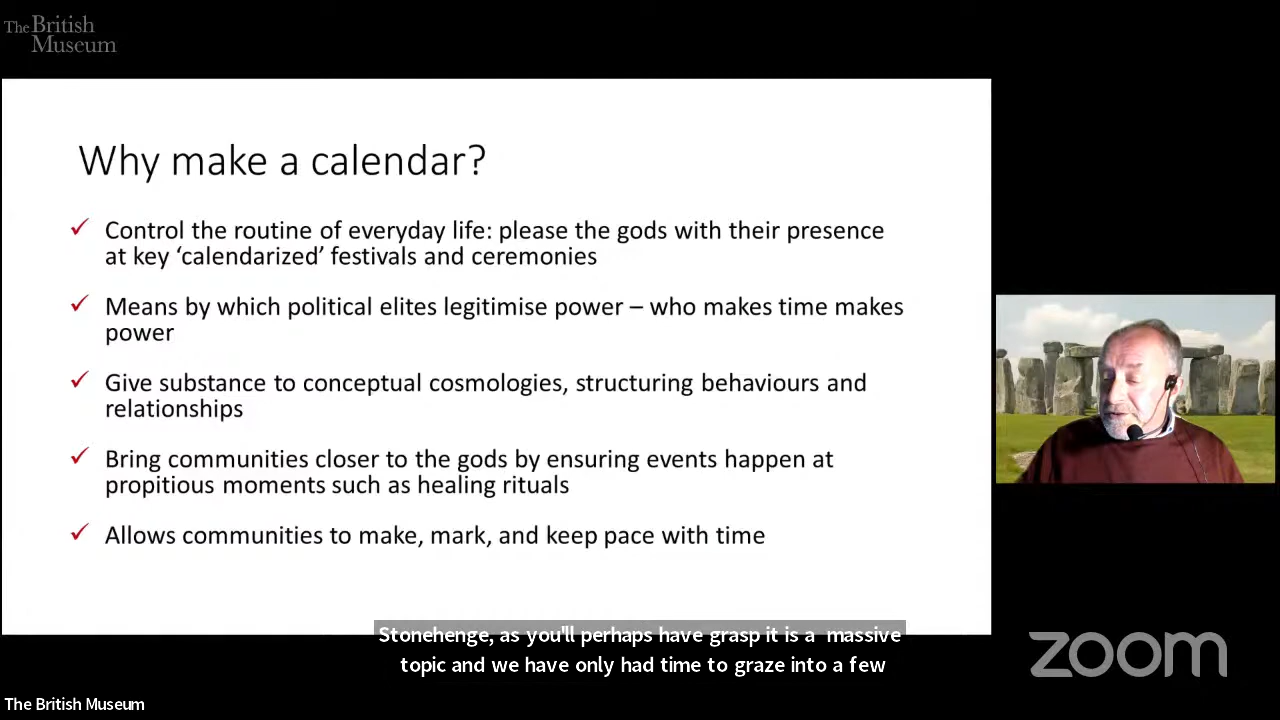 The British
Museum
Why make a calendar?
✓ Control the routine of everyday life: please the gods with their presence
at key ‘calendarized’ festivals and ceremonies
✓ Means by which political elites legitimise power – who makes time makes
power
✓ Give substance to conceptual cosmologies, structuring behaviours and
relationships
✓ Bring communities closer to the gods by ensuring events happen at
propitious moments such as healing rituals
✓ Allows communities to make, mark, and keep pace with time
Stonehenge, as you'll perhaps have grasp it is a massive
topic and we have only had time to graze into a few
zoom
The British Museum